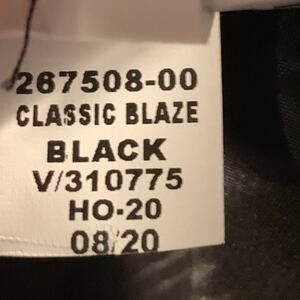 267508-00
CLASSIC BLAZE
BLACK
V/310775
HO-20
08/20